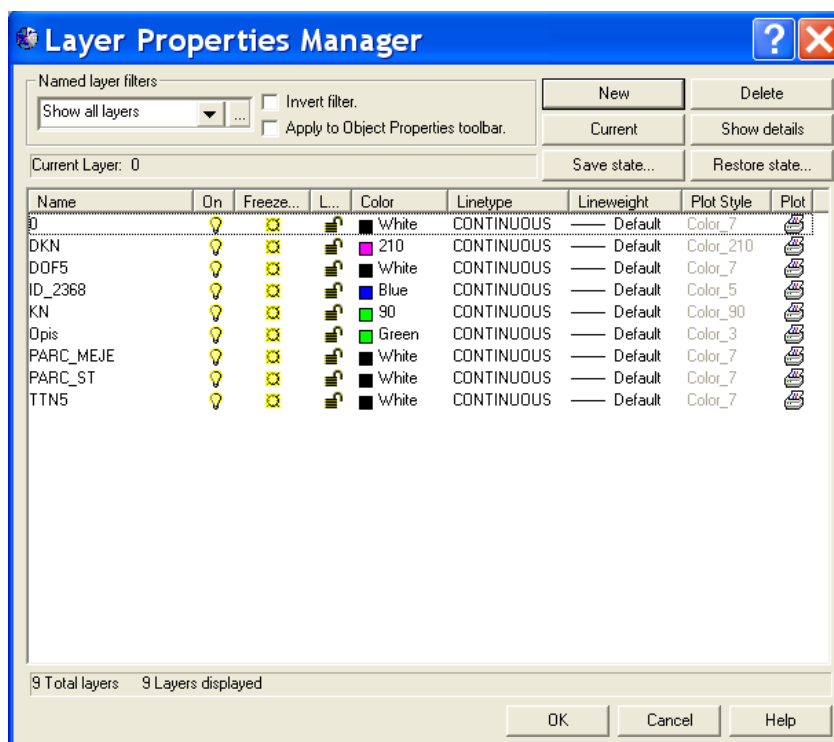 Layer Properties Manager
Named layer filters
Show all layers ...
Invert filter.
Apply to Object Properties toolbar.
New Delete
Current Show details
Current Layer: 0
Save state... Restore state...
Name On Freeze... L... Color Linetype Lineweight Plot Style Plot
0 White CONTINUOUS Default Color_7
DKN 210 CONTINUOUS Default Color_210
DOF5 White CONTINUOUS Default Color_7
ID_2368 Blue CONTINUOUS Default Color_5
KN 90 CONTINUOUS Default Color_90
Opis Green CONTINUOUS Default Color_3
PARC_MEJE White CONTINUOUS Default Color_7
PARC_ST White CONTINUOUS Default Color_7
TTN5 White CONTINUOUS Default Color_7
9 Total layers 9 Layers displayed
OK Cancel Help